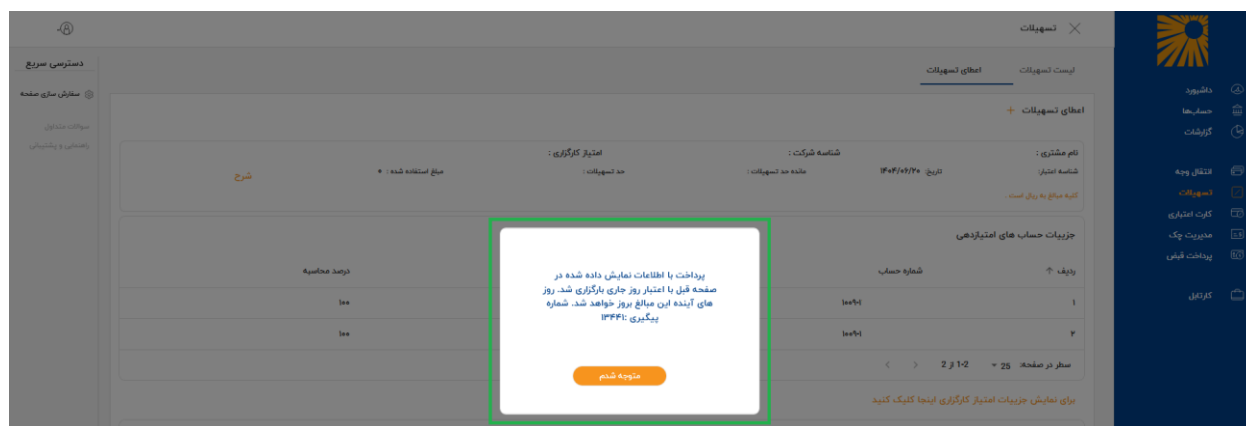 تسهیلات
لیست تسهیلات
اعطای تسهیلات
اعطای تسهیلات +
نام مشتری :
شناسه شرکت :
امتیاز کارگزاری :
شناسه اعتبار:
تاریخ: ۱۴۰۴/۰۶/۲۰
مانده حد تسهیلات :
حد تسهیلات :
مبلغ استفاده شده : ۰
شرح
کلیه مبالغ به ریال است .
جزییات حساب های امتیازدهی
ردیف
شماره حساب
درصد محاسبه
۱
۱۰۰۹۰۱
۱۰۰
۲
۱۰۰۹۰۱
۱۰۰
سطر در صفحه: 25
1-2 از 2
برای نمایش جزییات امتیاز کارگزاری اینجا کلیک کنید
پرداخت با اطلاعات نمایش داده شده در
صفحه قبل با اعتبار روز جاری بارگزاری شد. روز
های آینده این مبالغ بروز خواهد شد. شماره
پیگیری :۱۳۴۴۱
متوجه شدم
داشبورد
حساب‌ها
گزارشات
انتقال وجه
تسهیلات
کارت اعتباری
مدیریت چک
پرداخت قبض
کارتابل
دسترسی سریع
سفارش سازی صفحه
سوالات متداول
راهنمایی و پشتیبانی